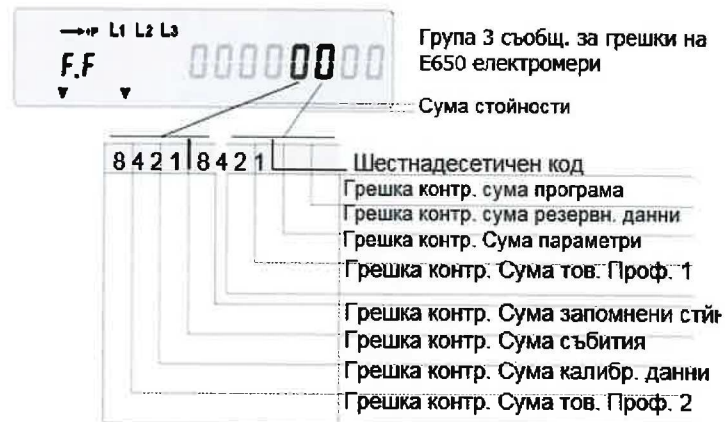 →+P L1 L2 L3
F.F 00000000
Група 3 съобщ. за грешки на
E650 електромери
Сума стойности
8 4 2 1 8 4 2 1
Шестнадесетичен код
Грешка контр. сума програма
Грешка контр. сума резервн. данни
Грешка контр. Сума параметри
Грешка контр. Сума тов. Проф. 1
Грешка контр. Сума запомнени стйн
Грешка контр. Сума събития
Грешка контр. Сума калибр. данни
Грешка контр. Сума тов. Проф. 2